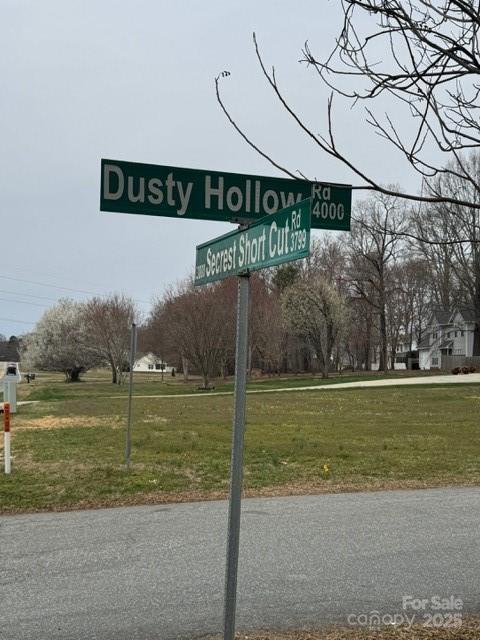 Dusty Hollow Rd 4000
Secrest Short Cut Rd 3799
For Sale
canopy 2025